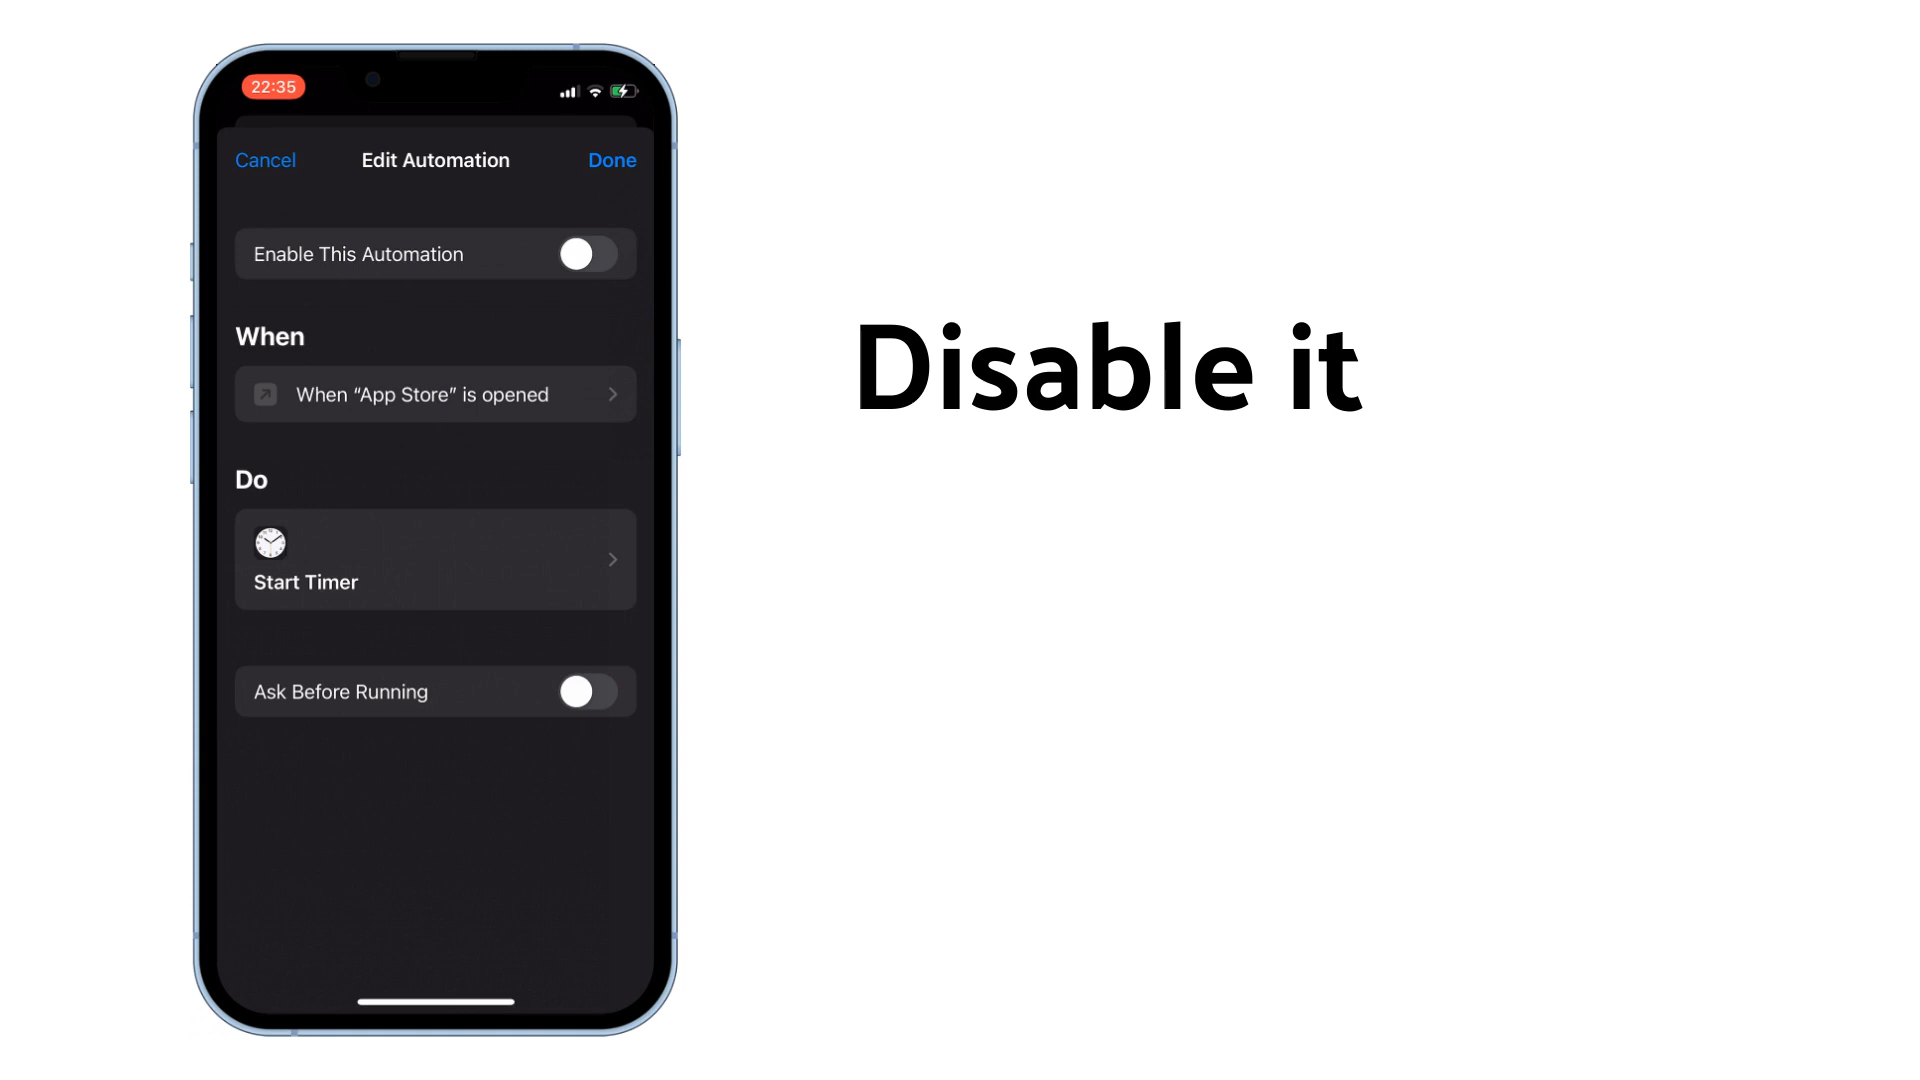 22:35
Cancel Edit Automation Done
Enable This Automation
When
When “App Store” is opened
Do
Start Timer
Ask Before Running
Disable it